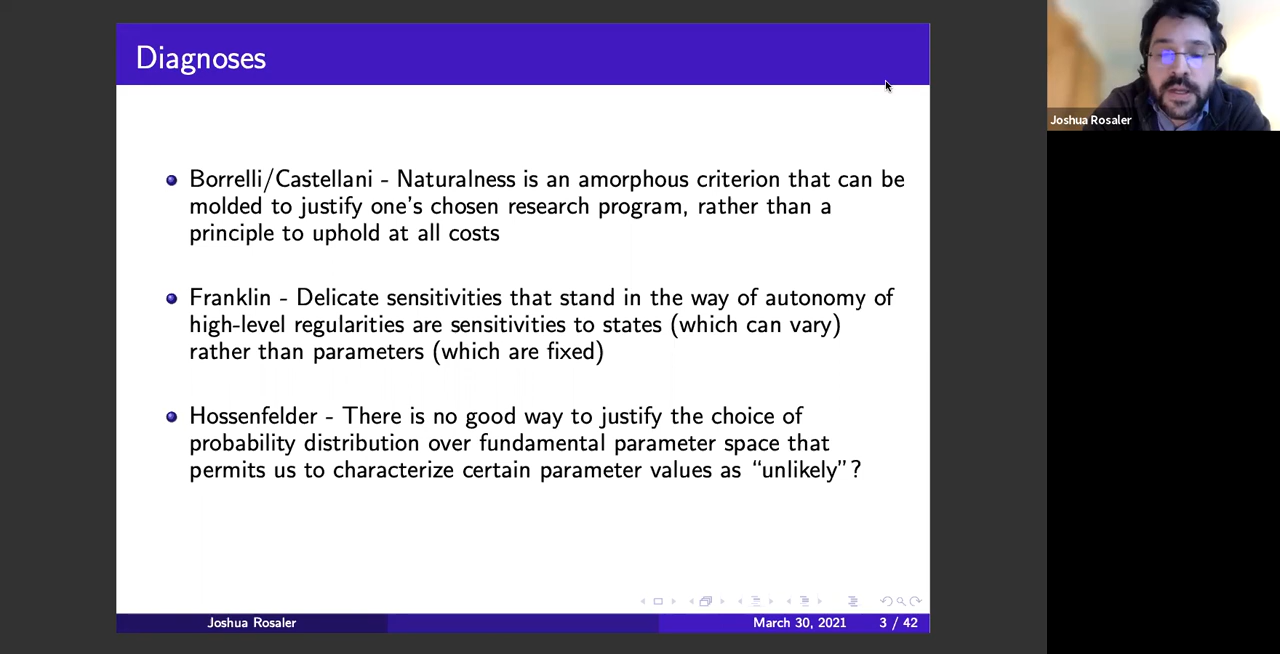 Diagnoses
Borrelli/Castellani - Naturalness is an amorphous criterion that can be
molded to justify one's chosen research program, rather than a
principle to uphold at all costs
Franklin - Delicate sensitivities that stand in the way of autonomy of
high-level regularities are sensitivities to states (which can vary)
rather than parameters (which are fixed)
Hossenfelder - There is no good way to justify the choice of
probability distribution over fundamental parameter space that
permits us to characterize certain parameter values as “unlikely”?
Joshua Rosaler
March 30, 2021
3 / 42
Joshua Rosaler